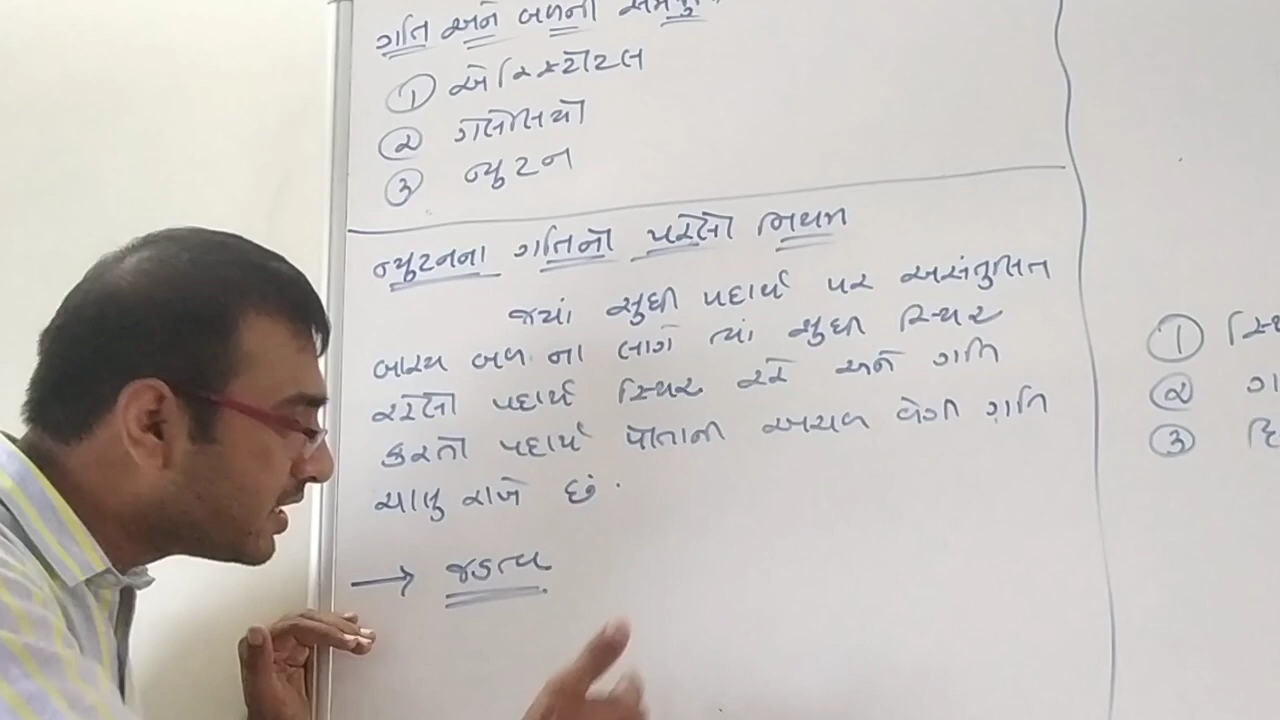 ગતિ અને બળની
① એરિસ્ટોટલ
② ગેલેલિયો
③ ન્યુટન
ન્યુટનના ગતિનો પહેલો નિયમ
જ્યાં સુધી પદાર્થ પર અસંતુલિત
બાહ્ય બળ ના લાગે ત્યાં સુધી સ્થિર
રહેલો પદાર્થ સ્થિર રહે અને ગતિ
કરતો પદાર્થ પોતાની અચળ વેગી ગતિ
ચાલુ રાખે છે.
→ જડત્વ
①
② ગ
③